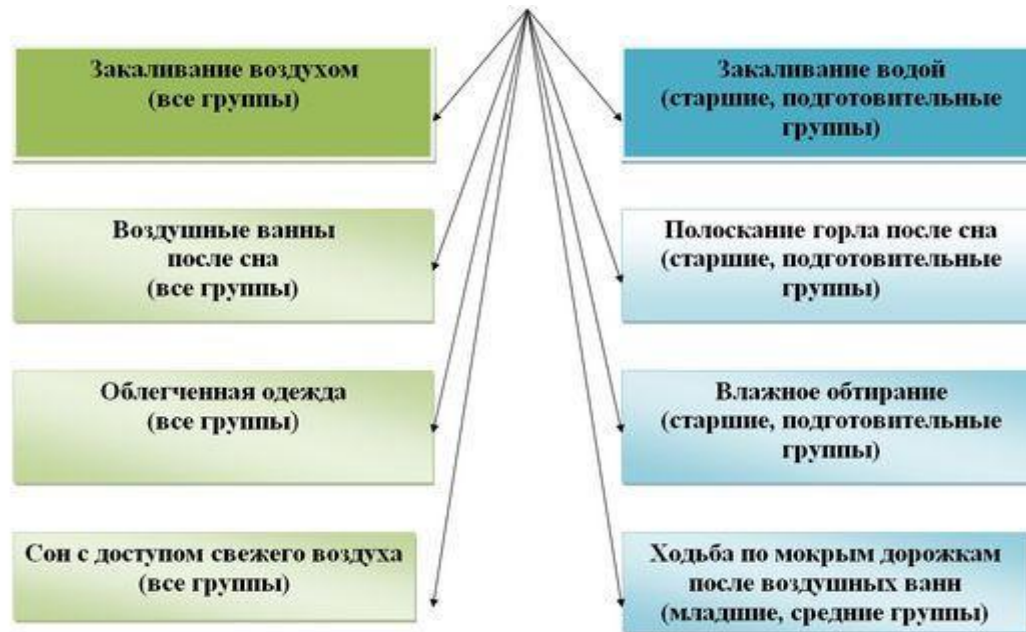 Закаливание воздухом
(все группы)
Закаливание водой
(старшие, подготовительные
группы)
Воздушные ванны
после сна
(все группы)
Полоскание горла после сна
(старшие, подготовительные
группы)
Облегченная одежда
(все группы)
Влажное обтирание
(старшие, подготовительные
группы)
Сон с доступом свежего воздуха
(все группы)
Ходьба по мокрым дорожкам
после воздушных ванн
(младшие, средние группы)